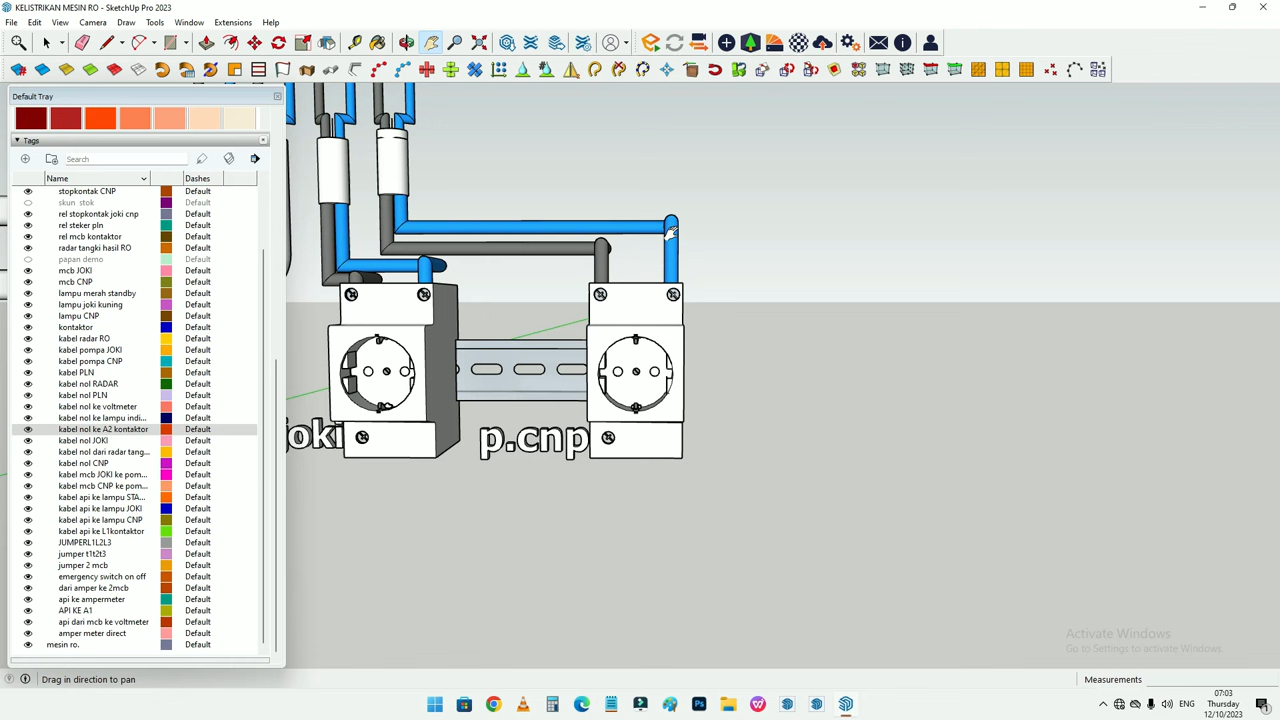 KELISTRIKAN MESIN RO - SketchUp Pro 2023
File Edit View Camera Draw Tools Window Extensions Help
Default Tray
Tags
Search
Name Dashes
stopkontak CNP Default
skun stok Default
rel stopkontak joki cnp Default
rel steker pln Default
rel mcb kontaktor Default
radar tangki hasil RO Default
papan demo Default
mcb JOKI Default
mcb CNP Default
lampu merah standby Default
lampu joki kuning Default
lampu CNP Default
kontaktor Default
kabel radar RO Default
kabel pompa JOKI Default
kabel pompa CNP Default
kabel PLN Default
kabel nol RADAR Default
kabel nol PLN Default
kabel nol ke voltmeter Default
kabel nol ke lampu indi... Default
kabel nol ke A2 kontaktor Default
kabel nol JOKI Default
kabel nol dari radar tang... Default
kabel nol CNP Default
kabel mcb JOKI ke pom... Default
kabel mcb CNP ke pom... Default
kabel api ke lampu STA... Default
kabel api ke lampu JOKI Default
kabel api ke lampu CNP Default
kabel api ke L1kontaktor Default
JUMPERL1L2L3 Default
jumper t1t2t3 Default
jumper 2 mcb Default
emergency switch on off Default
dari amper ke 2mcb Default
api ke ampermeter Default
API KE A1 Default
api dari mcb ke voltmeter Default
amper meter direct Default
mesin ro. Default
joki
p.cnp
Activate Windows
Go to Settings to activate Windows.
Drag in direction to pan
Measurements
ENG
07:03
Thursday
12/10/2023